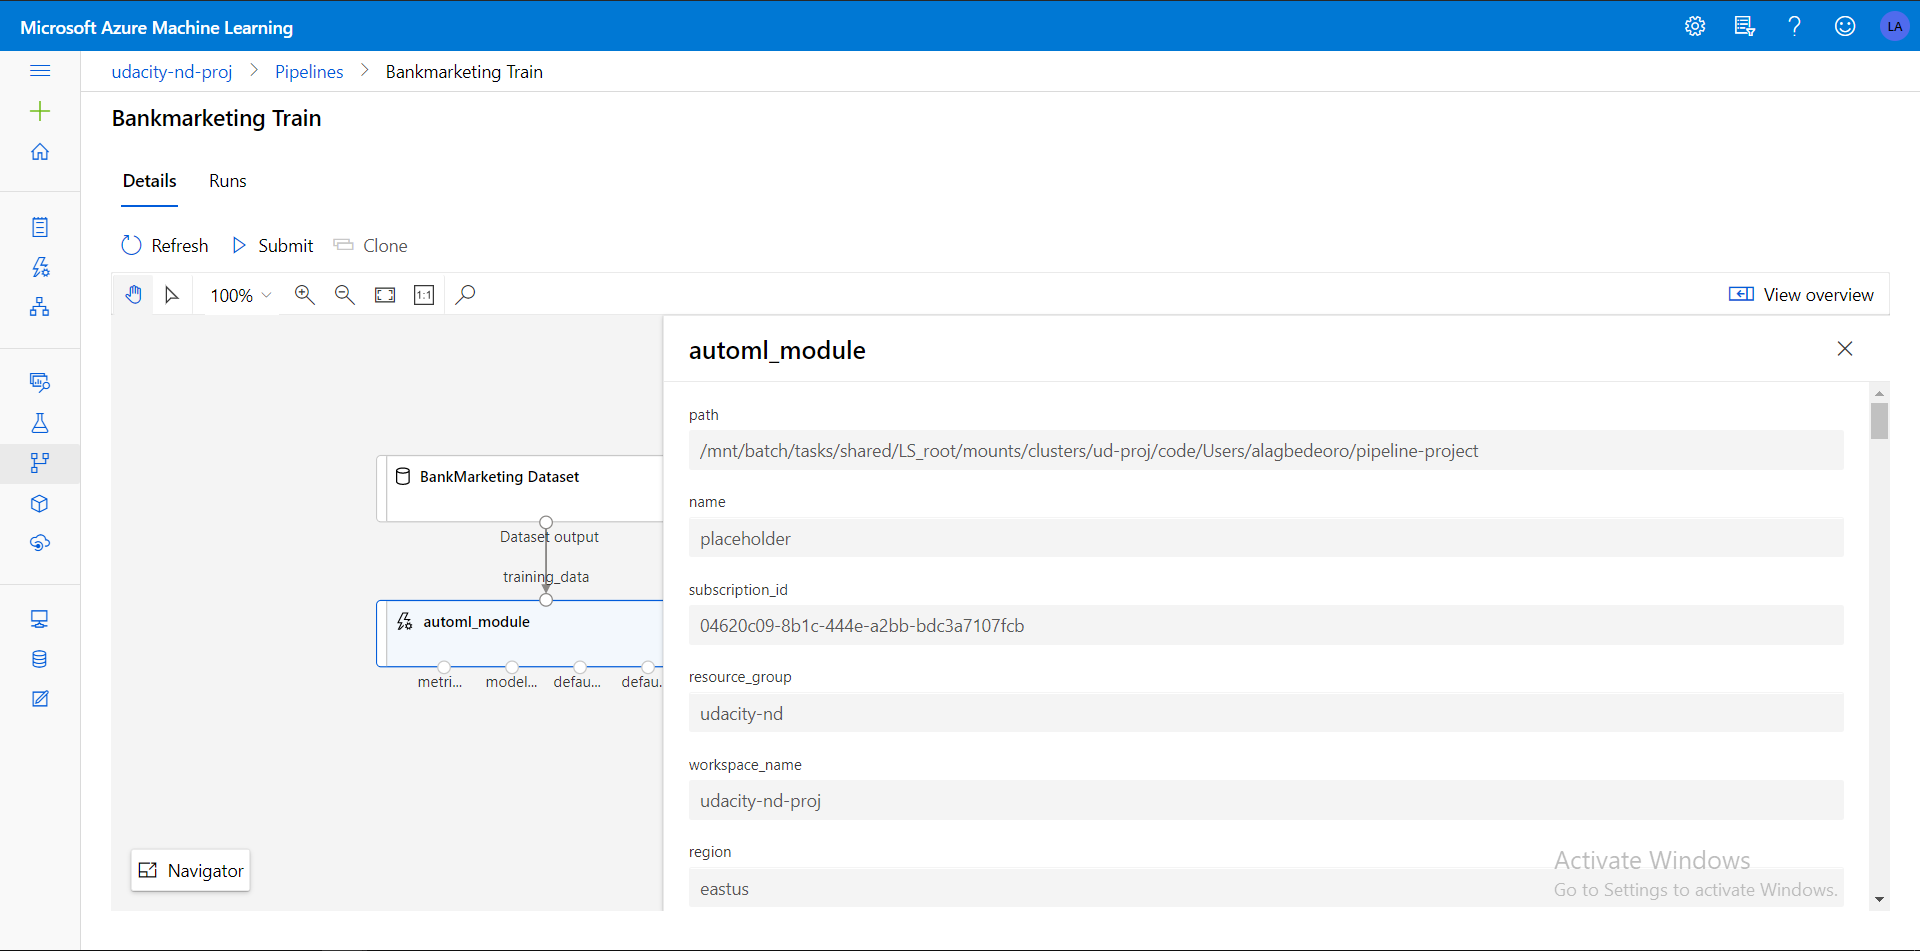 Microsoft Azure Machine Learning
LA
udacity-nd-proj
Pipelines
Bankmarketing Train
Bankmarketing Train
Details
Runs
Refresh
Submit
Clone
100%
1:1
View overview
BankMarketing Dataset
Dataset output
training_data
automl_module
metri...
model...
defau...
defau.
Navigator
automl_module
path
/mnt/batch/tasks/shared/LS_root/mounts/clusters/ud-proj/code/Users/alagbedeoro/pipeline-project
name
placeholder
subscription_id
04620c09-8b1c-444e-a2bb-bdc3a7107fcb
resource_group
udacity-nd
workspace_name
udacity-nd-proj
region
eastus
Activate Windows
Go to Settings to activate Windows.